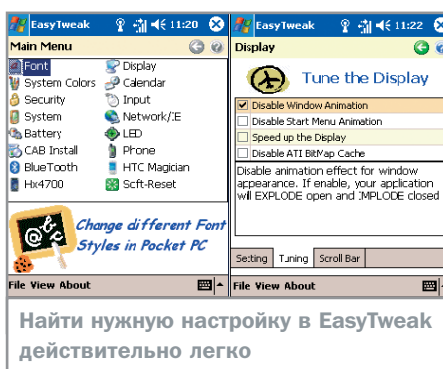 EasyTweak 11:20
Main Menu
Font
Display
System Colors
Calendar
Security
Input
System
Network/IE
Battery
LED
CAB Install
Phone
BlueTooth
HTC Magician
Hx4700
Soft-Reset
Change different Font
Styles in Pocket PC
File View About
EasyTweak 11:22
Display
Tune the Display
Disable Window Animation
Disable Start Menu Animation
Speed up the Display
Disable ATI BitMap Cache
Disable animation effect for window
appearance. If enable, your application
will EXPLODE open and IMPLODE closed
Setting Tuning Scroll Bar
File View About
Найти нужную настройку в EasyTweak
действительно легко